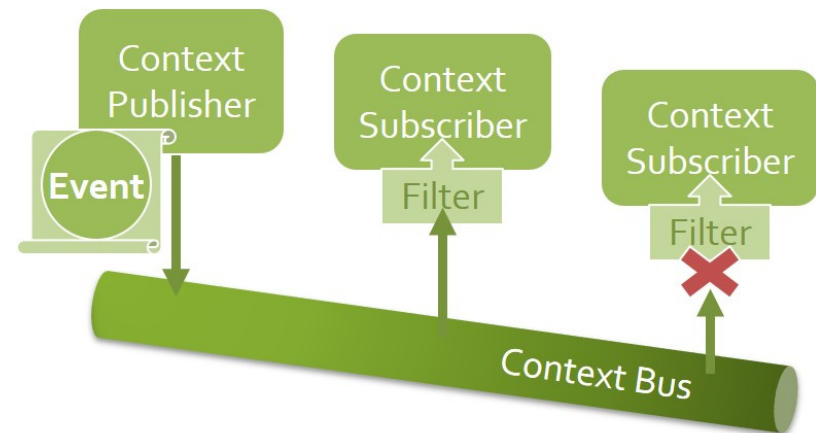 Context
Publisher
Event
Context
Subscriber
Filter
Context
Subscriber
Filter
Context Bus